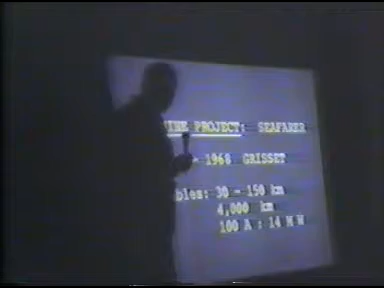 PROJECT: SEAFARER
- 1968 GRISSET
bles: 30 - 150 km
4,000 km
100 A : 14 M W